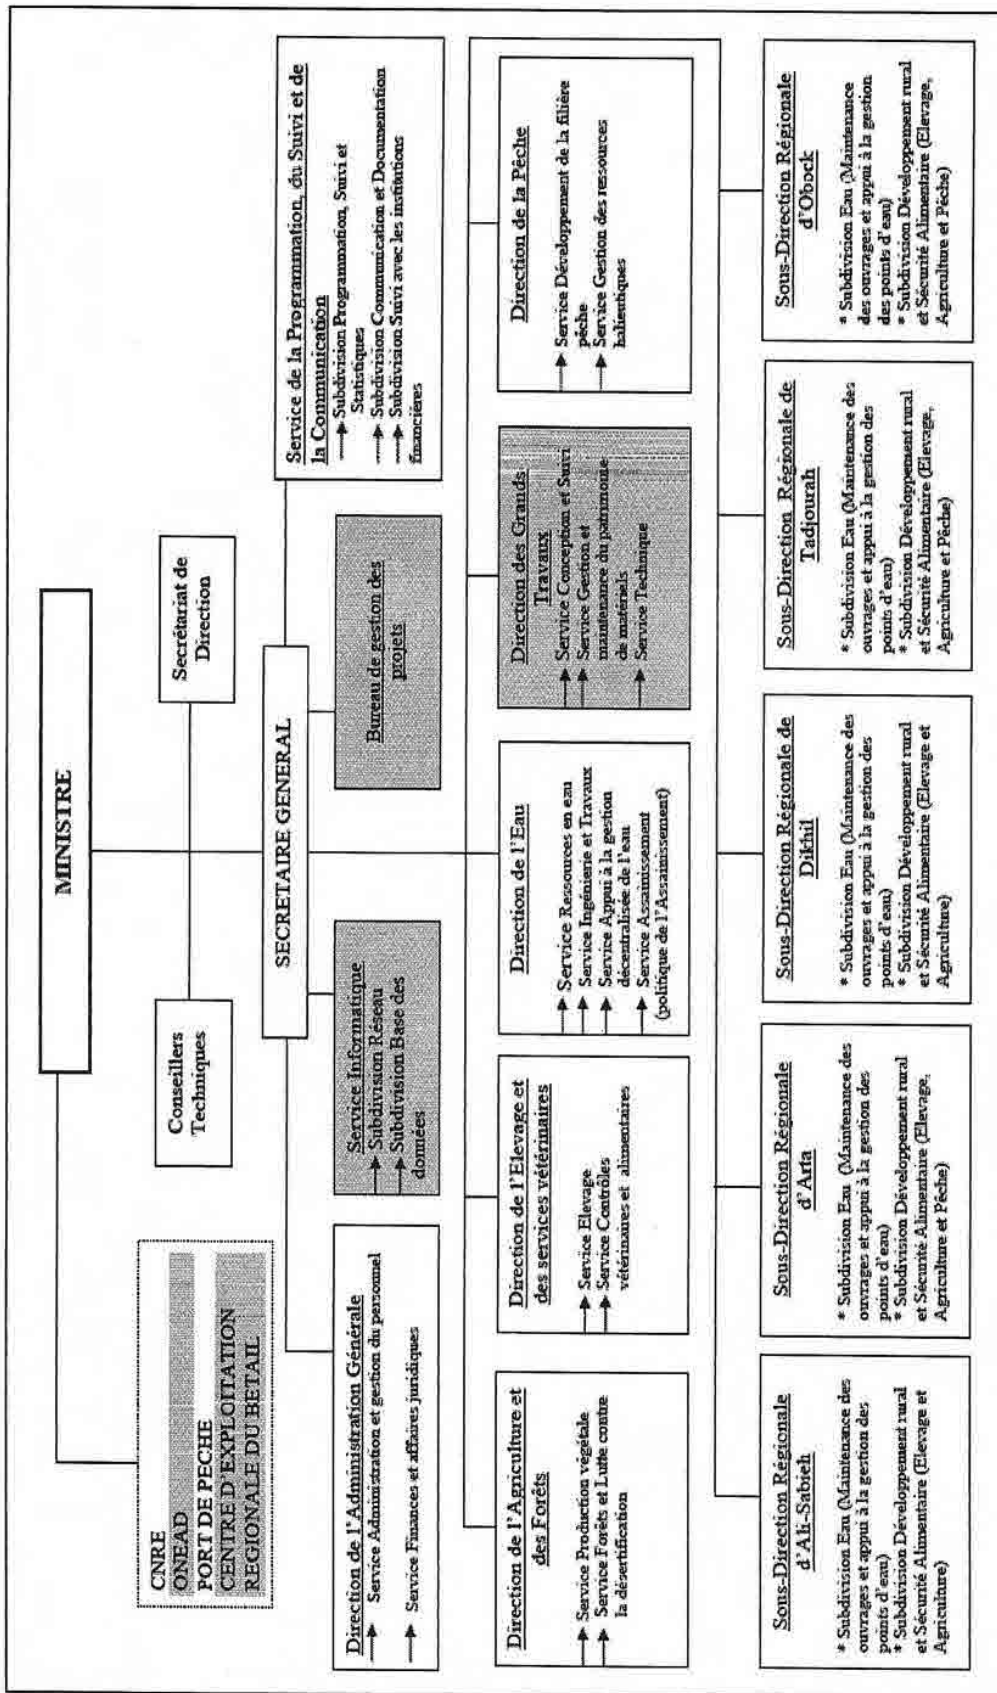 MINISTRE
CNRE
ONEAD
PORT DE PECHE
CENTRE D'EXPLOITATION
REGIONALE DU BETAIL
Conseillers
Techniques
Secrétariat de
Direction
SECRETAIRE GENERAL
Direction de l'Administration Générale
Service Administration et gestion du personnel
Service Finances et affaires juridiques
Service Informatique
Subdivision Réseau
Subdivision Base des
données
Bureau de gestion des
projets
Service de la Programmation, du Suivi et de
la Communication
Subdivision Programmation, Suivi et
Statistiques
Subdivision Communication et Documentation
Subdivision Suivi avec les institutions
financières
Direction de l'Agriculture et
des Forêts
Service Production végétale
Service Forêts et Lutte contre
la désertification
Direction de l'Elevage et
des services vétérinaires
Service Elevage
Service Contrôles
vétérinaires et alimentaires
Direction de l'Eau
Service Ressources en eau
Service Ingénierie et Travaux
Service Appui à la gestion
décentralisée de l'eau
Service Assainissement
(politique de l'Assainissement)
Direction des Grands
Travaux
Service Conception et Suivi
Service Gestion et
maintenance du patrimoine
de matériels
Service Technique
Direction de la Pêche
Service Développement de la filière
pêche
Service Gestion des ressources
halieutiques
Sous-Direction Régionale
d'Ali-Sabieh
* Subdivision Eau (Maintenance des
ouvrages et appui à la gestion des
points d'eau)
* Subdivision Développement rural
et Sécurité Alimentaire (Elevage et
Agriculture)
Sous-Direction Régionale
d'Arta
* Subdivision Eau (Maintenance des
ouvrages et appui à la gestion des
points d'eau)
* Subdivision Développement rural
et Sécurité Alimentaire (Elevage,
Agriculture et Pêche)
Sous-Direction Régionale de
Dikhil
* Subdivision Eau (Maintenance des
ouvrages et appui à la gestion des
points d'eau)
* Subdivision Développement rural
et Sécurité Alimentaire (Elevage et
Agriculture)
Sous-Direction Régionale de
Tadjourah
* Subdivision Eau (Maintenance des
ouvrages et appui à la gestion des
points d'eau)
* Subdivision Développement rural
et Sécurité Alimentaire (Elevage,
Agriculture et Pêche)
Sous-Direction Régionale
d'Obock
* Subdivision Eau (Maintenance
des ouvrages et appui à la gestion
des points d'eau)
* Subdivision Développement rural
et Sécurité Alimentaire (Elevage,
Agriculture et Pêche)